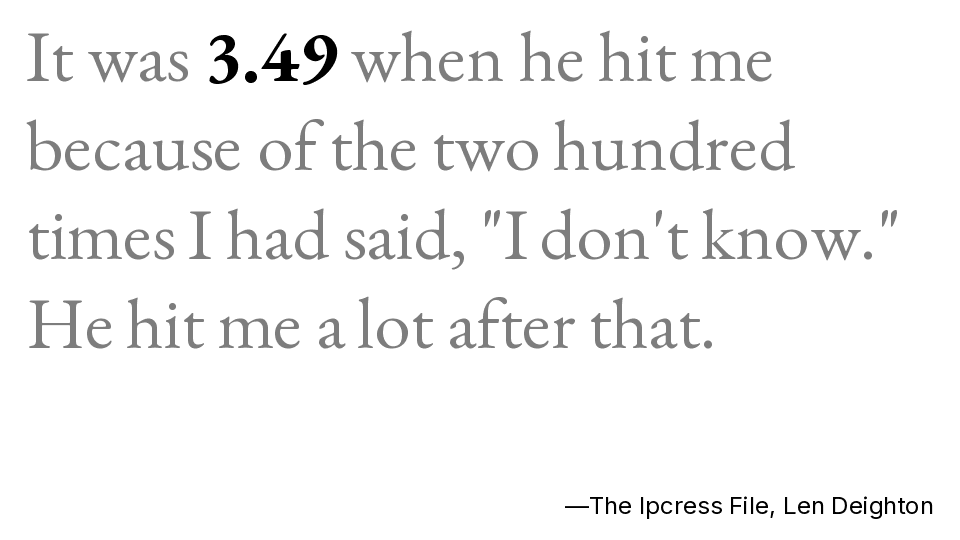 It was 3.49 when he hit me
because of the two hundred
times I had said, "I don't know."
He hit me a lot after that.
—The Ipcress File, Len Deighton